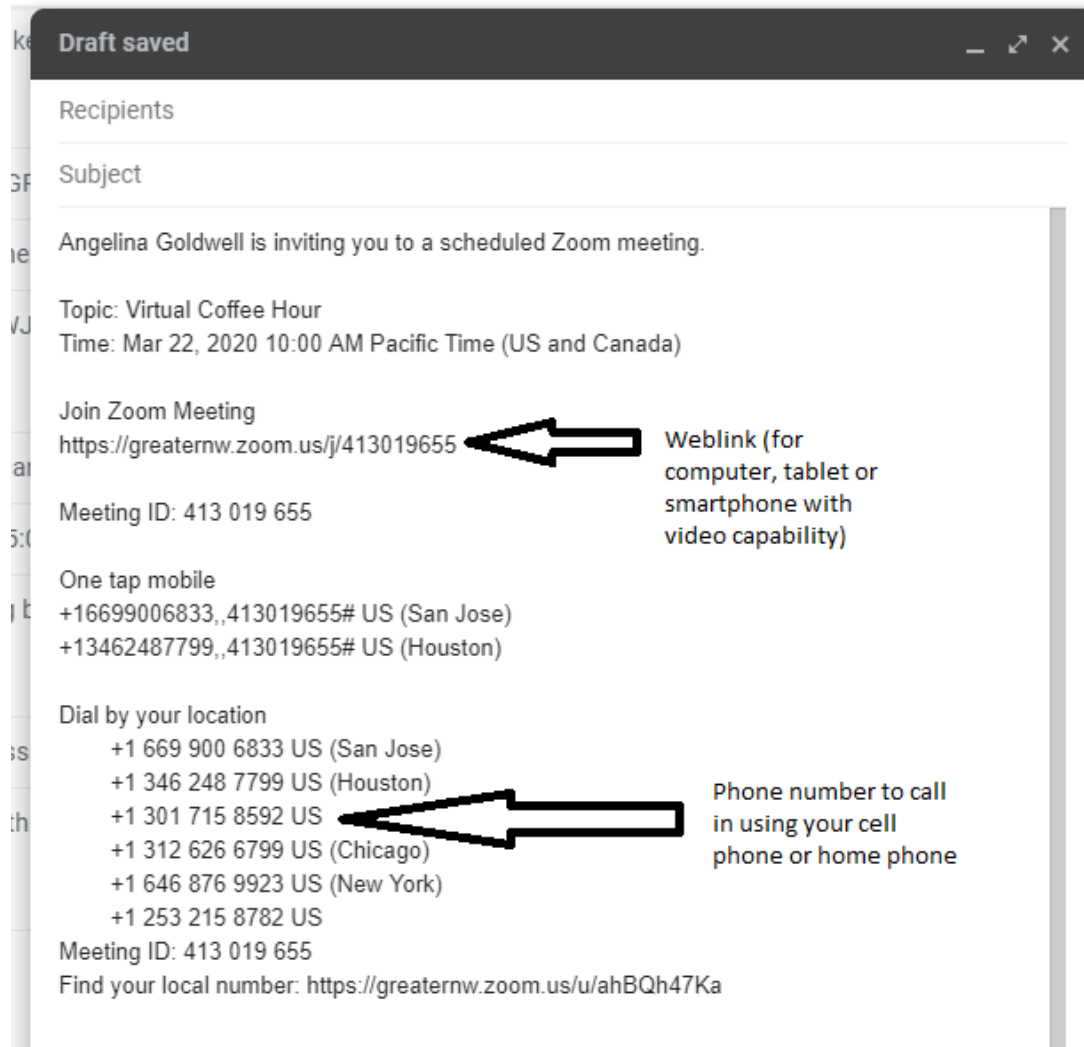 Draft saved
Recipients
Subject
Angelina Goldwell is inviting you to a scheduled Zoom meeting.
Topic: Virtual Coffee Hour
Time: Mar 22, 2020 10:00 AM Pacific Time (US and Canada)
Join Zoom Meeting
https://greaternw.zoom.us/j/413019655
Weblink (for
computer, tablet or
smartphone with
video capability)
Meeting ID: 413 019 655
One tap mobile
+16699006833,,413019655# US (San Jose)
+13462487799,,413019655# US (Houston)
Dial by your location
+1 669 900 6833 US (San Jose)
+1 346 248 7799 US (Houston)
+1 301 715 8592 US
+1 312 626 6799 US (Chicago)
+1 646 876 9923 US (New York)
+1 253 215 8782 US
Phone number to call
in using your cell
phone or home phone
Meeting ID: 413 019 655
Find your local number: https://greaternw.zoom.us/u/ahBQh47Ka